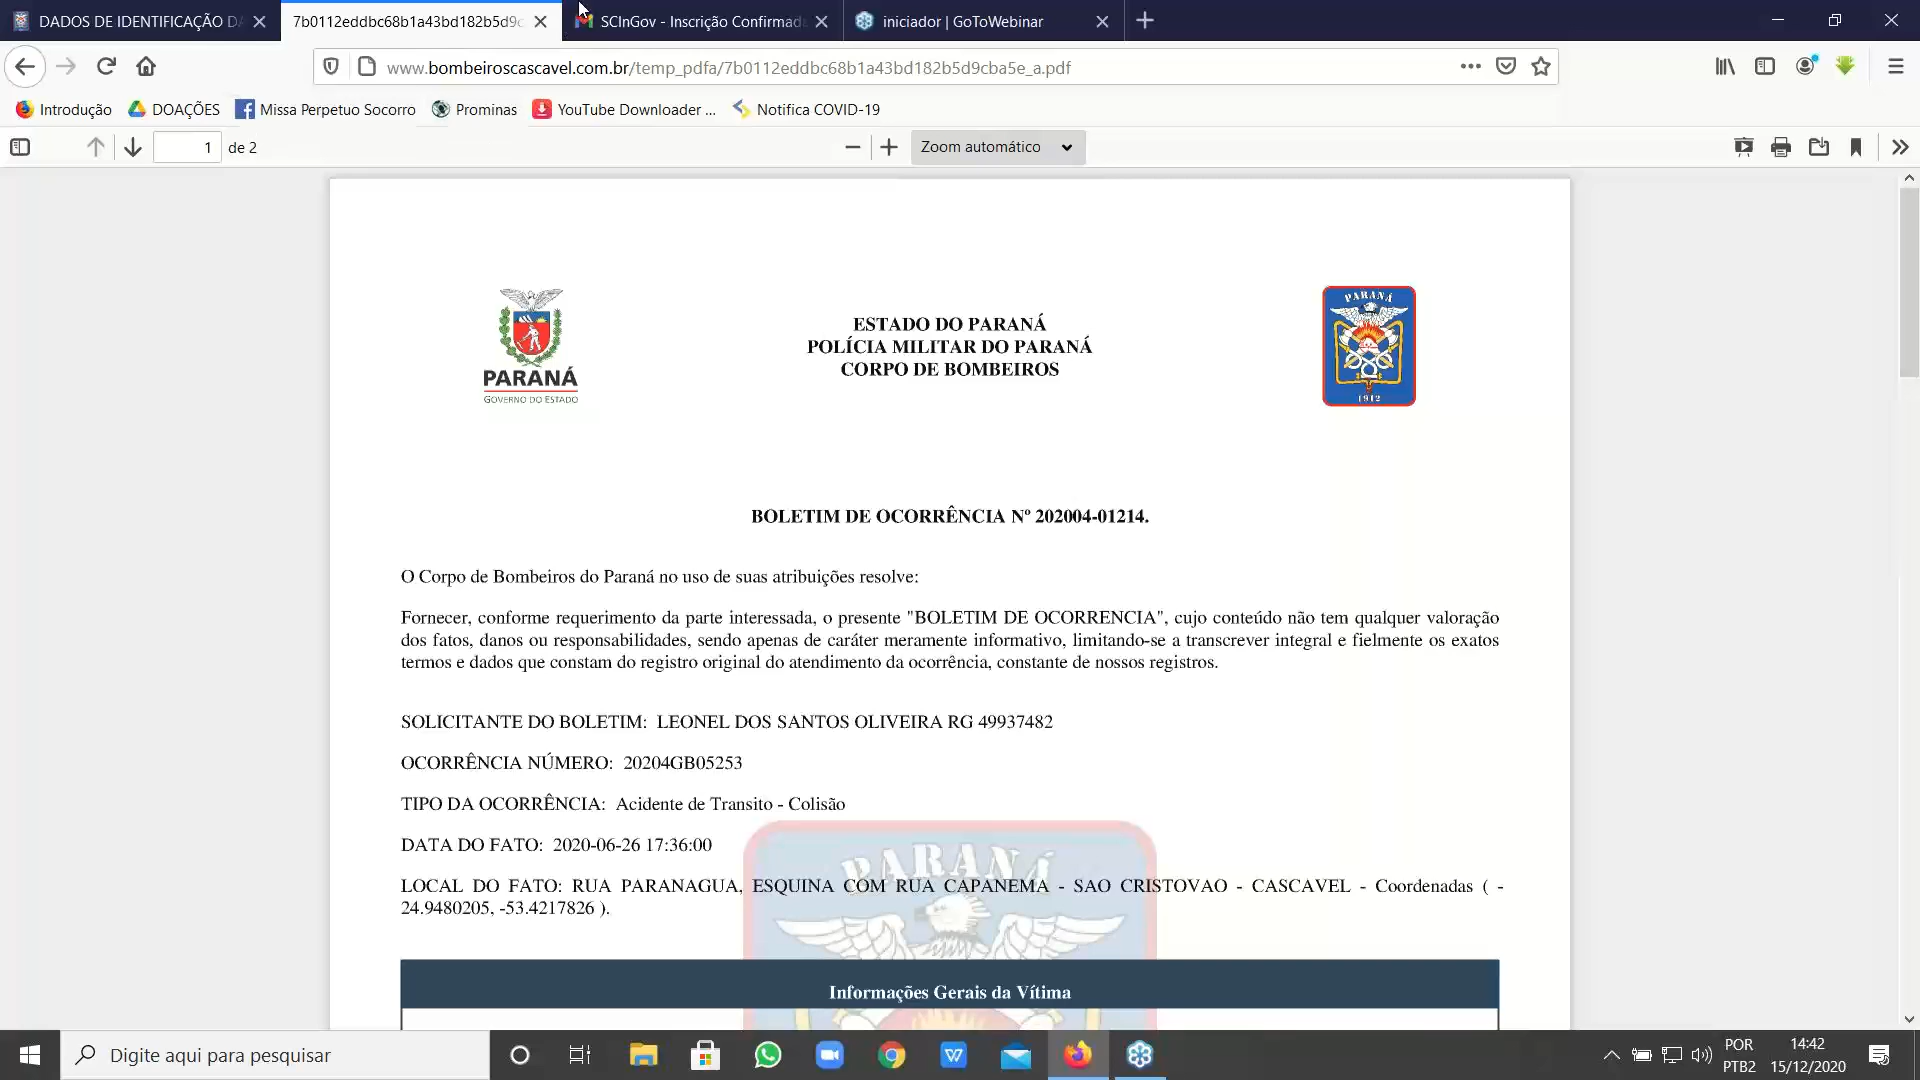 DADOS DE IDENTIFICAÇÃO DA
7b0112eddbc68b1a43bd182b5d9c
SCInGov - Inscrição Confirmada
iniciador | GoToWebinar
www.bombeiroscascavel.com.br/temp_pdfa/7b0112eddbc68b1a43bd182b5d9cba5e_a.pdf
Introdução
DOAÇÕES
Missa Perpetuo Socorro
Prominas
YouTube Downloader ...
Notifica COVID-19
1 de 2
Zoom automático
PARANÁ
GOVERNO DO ESTADO
ESTADO DO PARANÁ
POLÍCIA MILITAR DO PARANÁ
CORPO DE BOMBEIROS
PARANÁ
1912
BOLETIM DE OCORRÊNCIA Nº 202004-01214.
O Corpo de Bombeiros do Paraná no uso de suas atribuições resolve:
Fornecer, conforme requerimento da parte interessada, o presente "BOLETIM DE OCORRENCIA", cujo conteúdo não tem qualquer valoração
dos fatos, danos ou responsabilidades, sendo apenas de caráter meramente informativo, limitando-se a transcrever integral e fielmente os exatos
termos e dados que constam do registro original do atendimento da ocorrência, constante de nossos registros.
SOLICITANTE DO BOLETIM: LEONEL DOS SANTOS OLIVEIRA RG 49937482
OCORRÊNCIA NÚMERO: 20204GB05253
TIPO DA OCORRÊNCIA: Acidente de Transito - Colisão
DATA DO FATO: 2020-06-26 17:36:00
PARANÁ
LOCAL DO FATO: RUA PARANAGUA, ESQUINA COM RUA CAPANEMA - SAO CRISTOVAO - CASCAVEL - Coordenadas ( -
24.9480205, -53.4217826 ).
Informações Gerais da Vítima
Digite aqui para pesquisar
POR
PTB2
14:42
15/12/2020